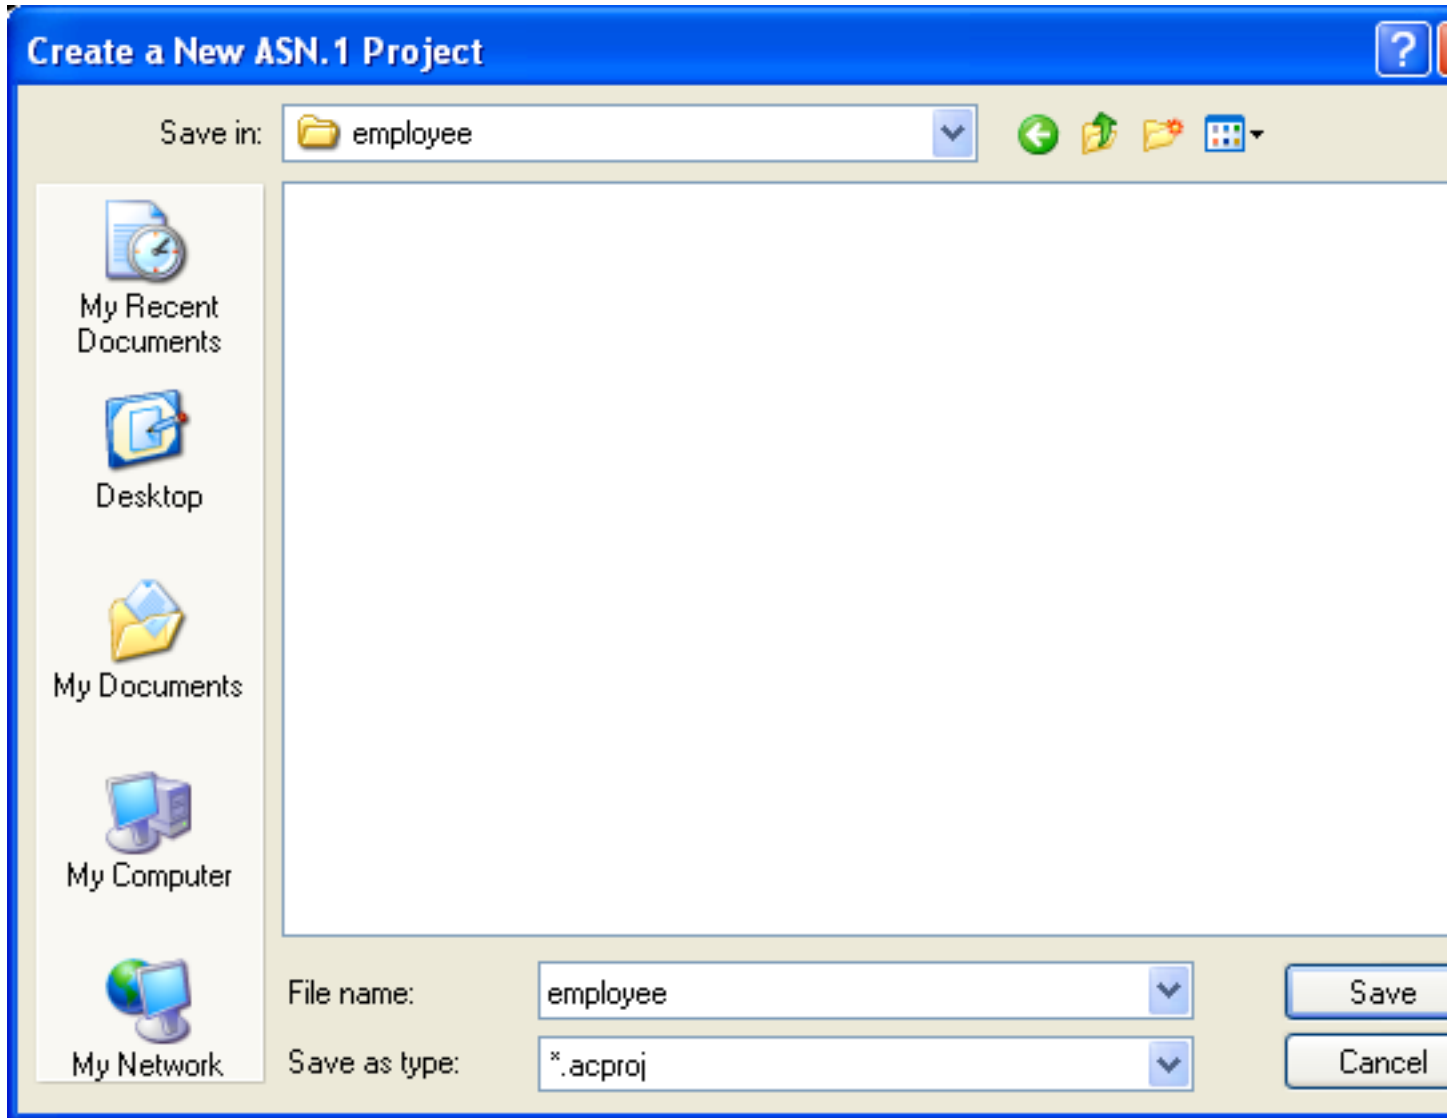 Create a New ASN.1 Project
?
Save in:
employee
My Recent
Documents
Desktop
My Documents
My Computer
My Network
File name:
employee
Save
Save as type:
*.acproj
Cancel